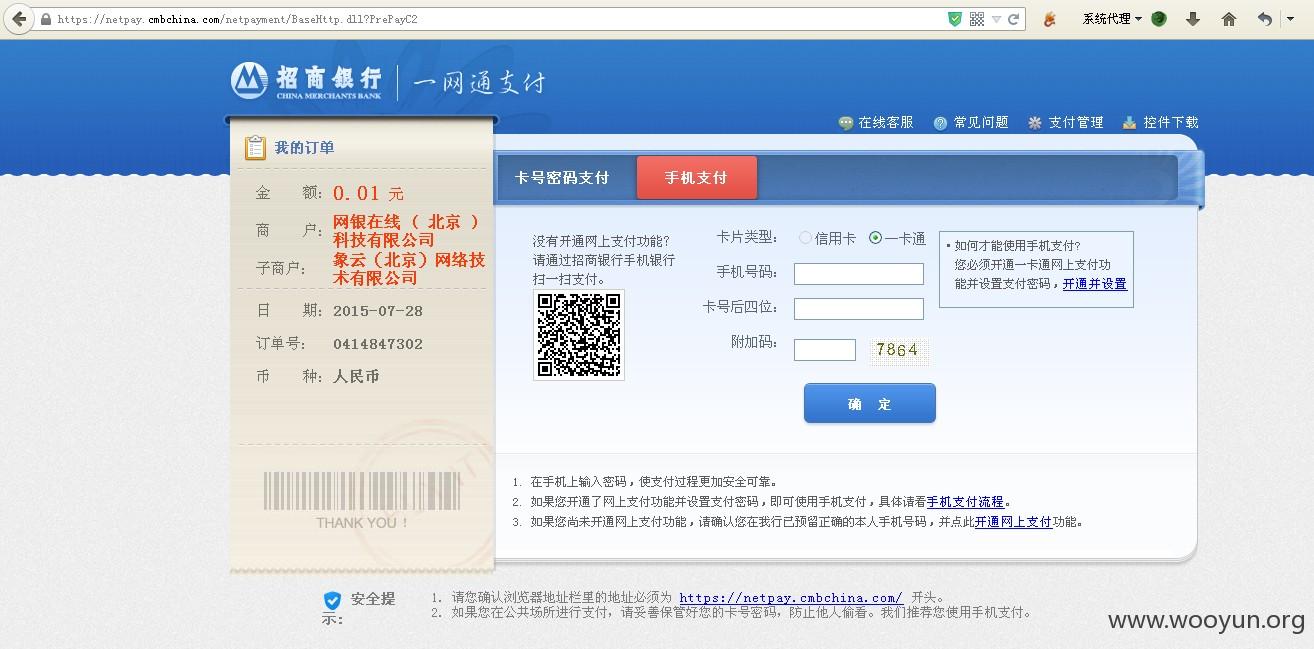 https://netpay.cmbchina.com/netpayment/BaseHttp.dll?PrePayC2
系统代理
招商银行
CHINA MERCHANTS BANK
一网通支付
在线客服 常见问题 支付管理 控件下载
我的订单
金 额: 0.01 元
商 户: 网银在线 ( 北京 )
科技有限公司
子商户: 象云(北京)网络技
术有限公司
日 期: 2015-07-28
订单号: 0414847302
币 种: 人民币
THANK YOU !
卡号密码支付 手机支付
没有开通网上支付功能?
请通过招商银行手机银行
扫一扫支付。
卡片类型: 信用卡 一卡通
手机号码:
卡号后四位:
附加码: 7864
确 定
• 如何才能使用手机支付?
您必须开通一卡通网上支付功
能并设置支付密码,开通并设置
1. 在手机上输入密码,使支付过程更加安全可靠。
2. 如果您开通了网上支付功能并设置支付密码,即可使用手机支付,具体请看手机支付流程。
3. 如果您尚未开通网上支付功能,请确认您在我行已预留正确的本人手机号码,并点此开通网上支付功能。
安全提
示:
1. 请您确认浏览器地址栏里的地址必须为 https://netpay.cmbchina.com/ 开头。
2. 如果您在公共场所进行支付,请妥善保管好您的卡号密码,防止他人偷看。我们推荐您使用手机支付。
www.wooyun.org